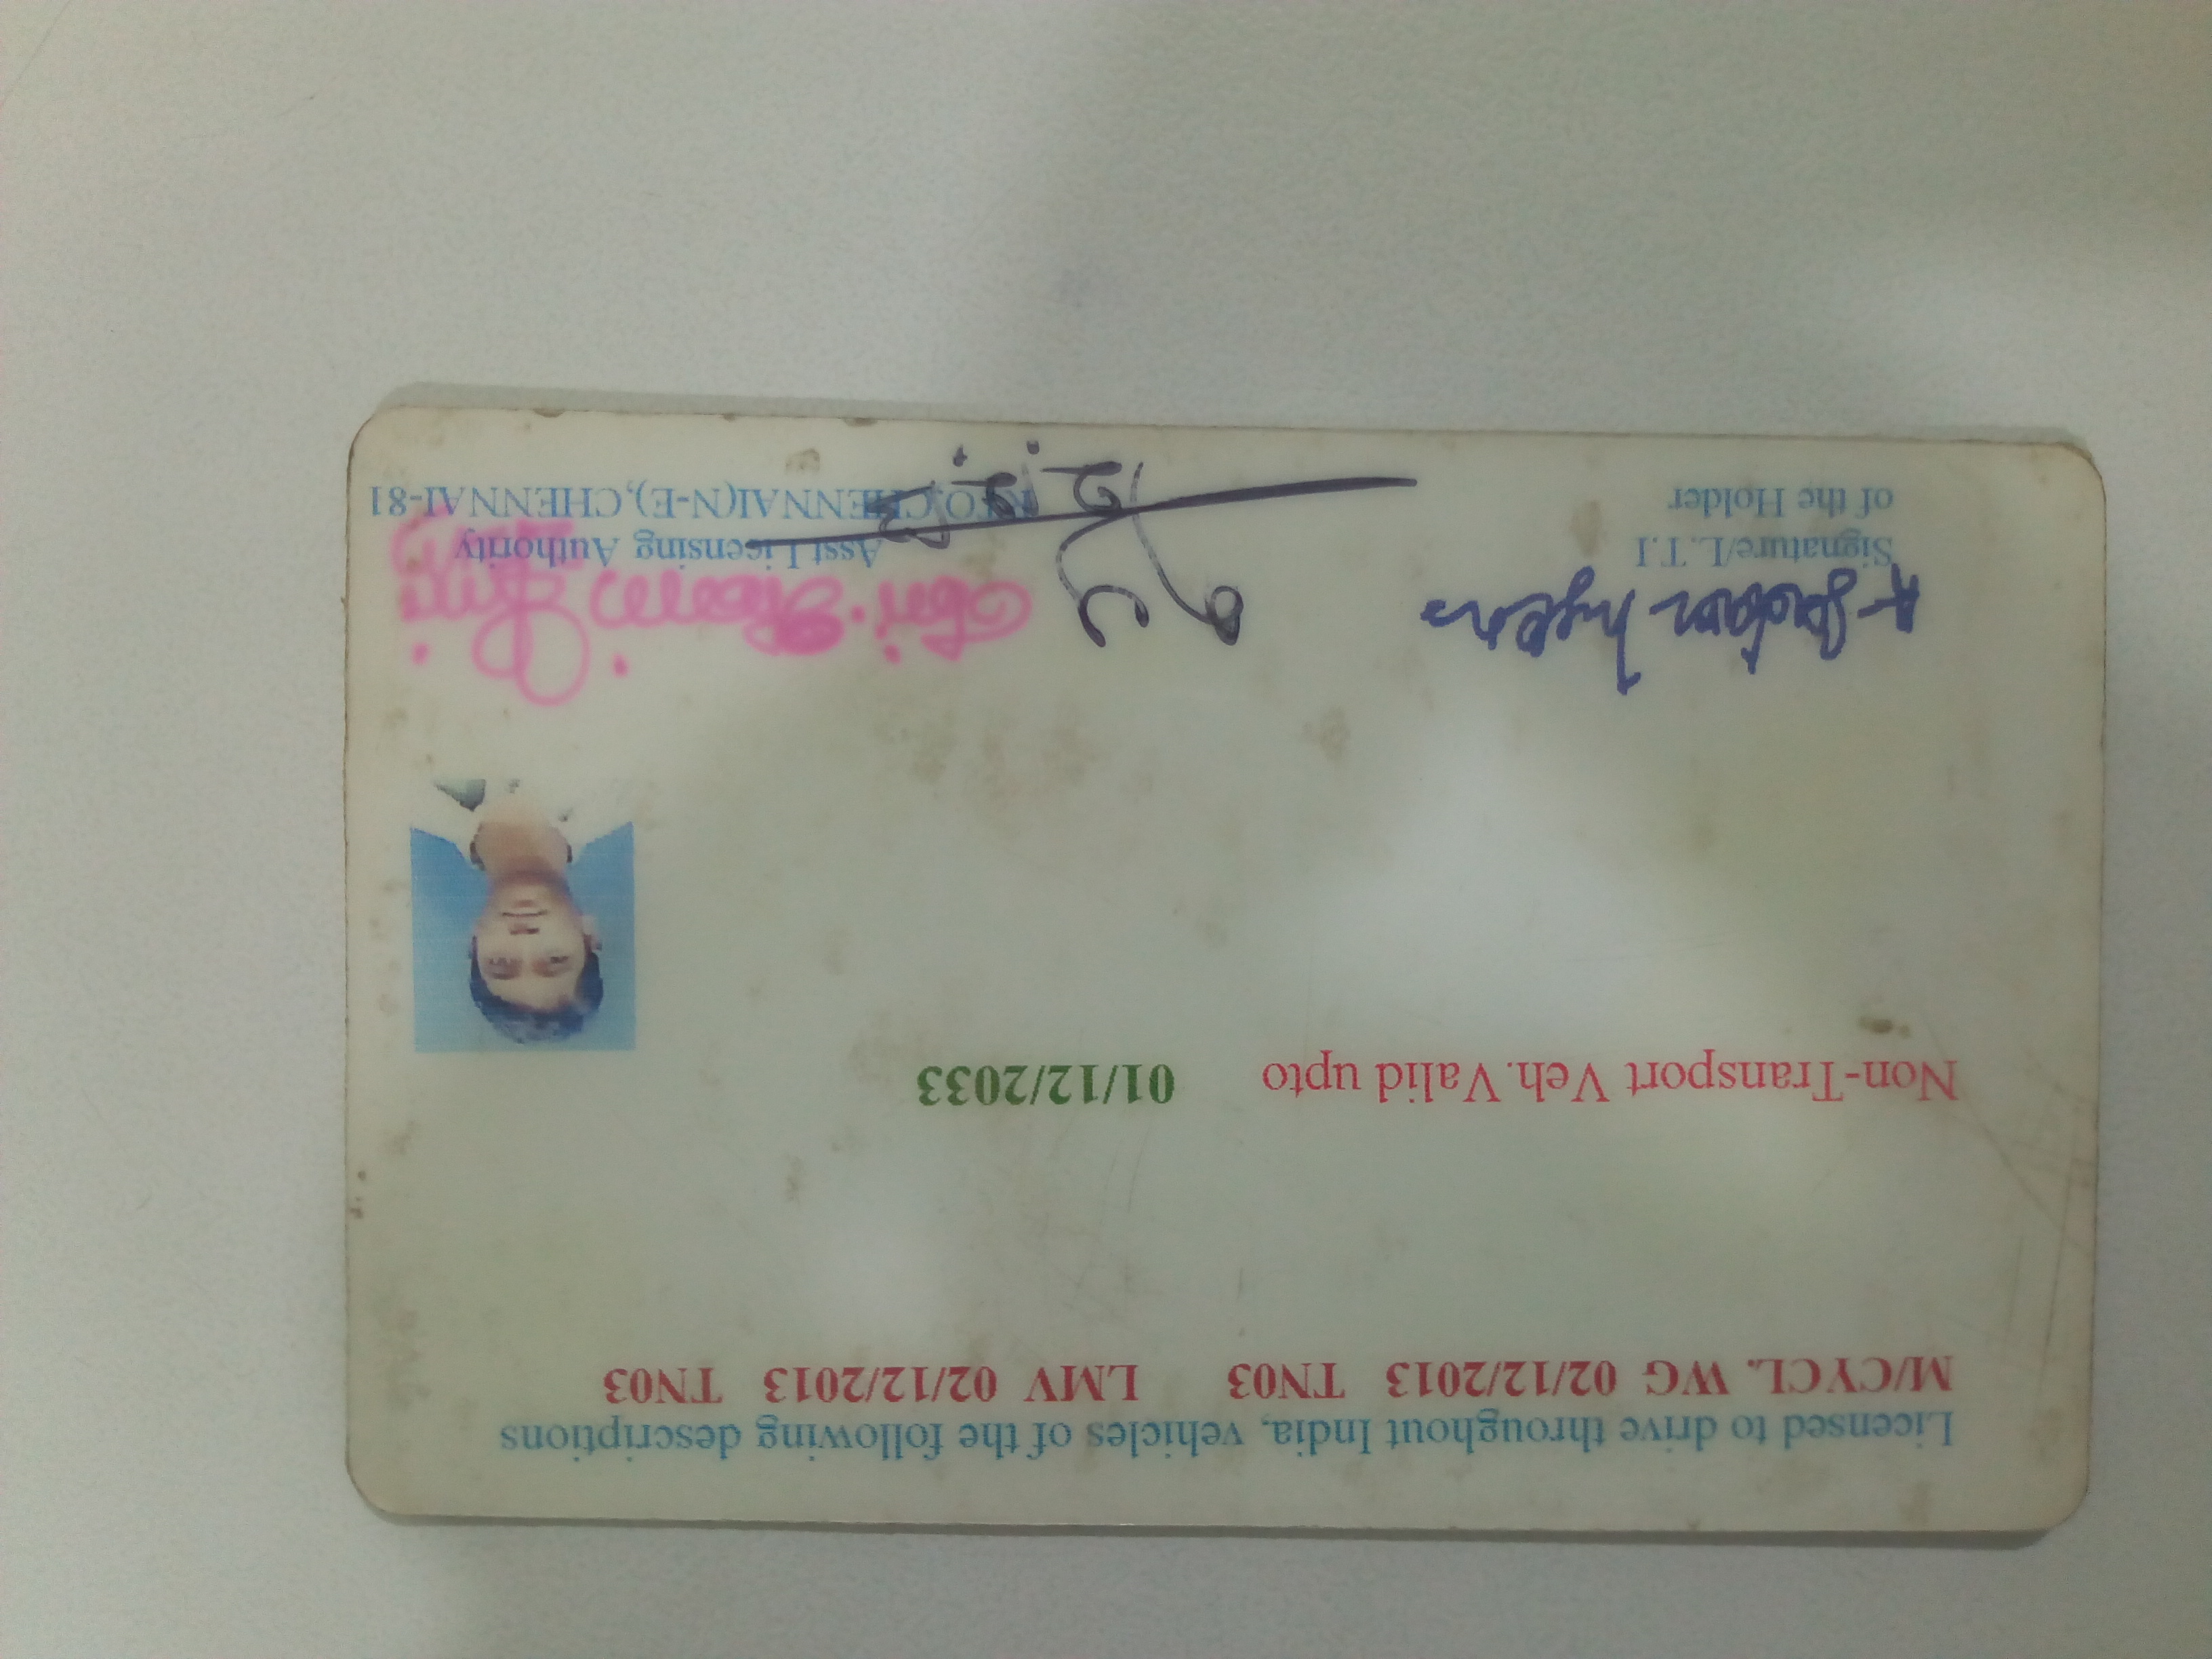 Licensed to drive throughout India, vehicles of the following descriptions
M/CYCL. WG 02/12/2013 TN03 LMV 02/12/2013 TN03
Non-Transport Veh. Valid upto 01/12/2033
Signature/L.T.I
of the Holder
Asst Licensing Authority
R.T.O, CHENNAI(N-E), CHENNAI-81